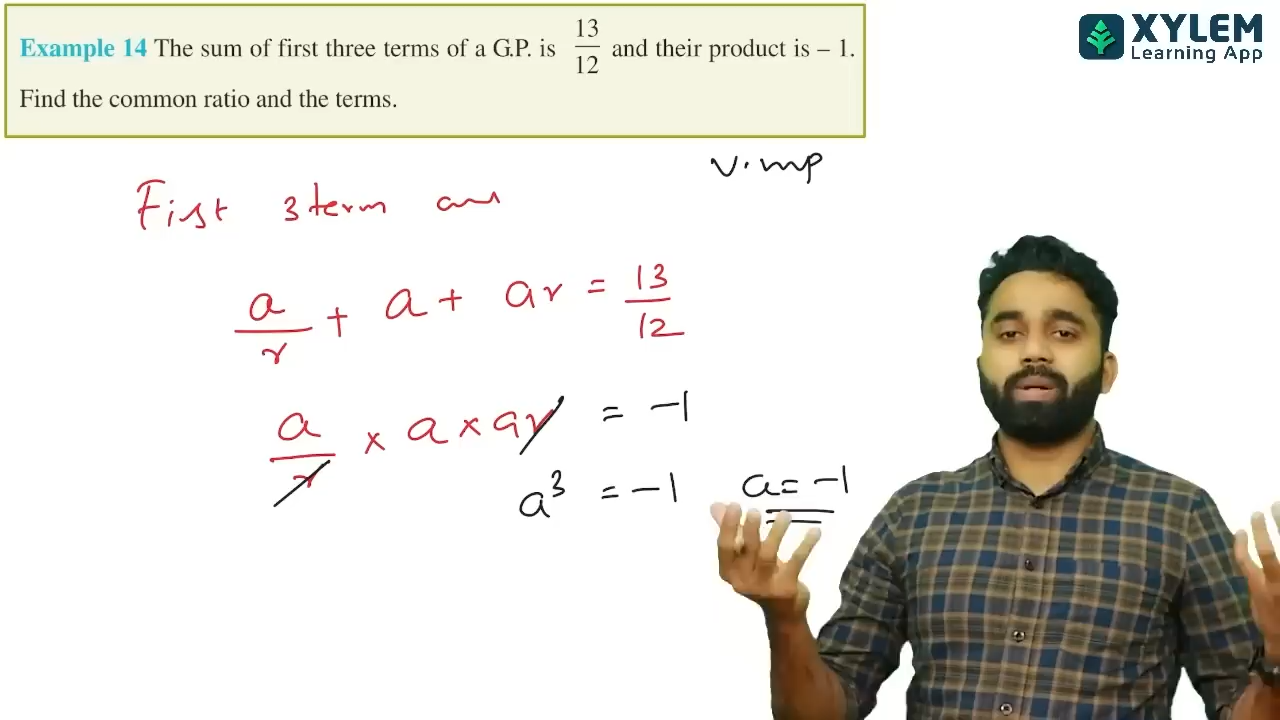 Example 14 The sum of first three terms of a G.P. is 13/12 and their product is – 1.
Find the common ratio and the terms.
XYLEM
Learning App
v.imp
First 3 term are
a/r + a + ar = 13/12
a/r × a × ar = -1
a³ = -1 a = -1